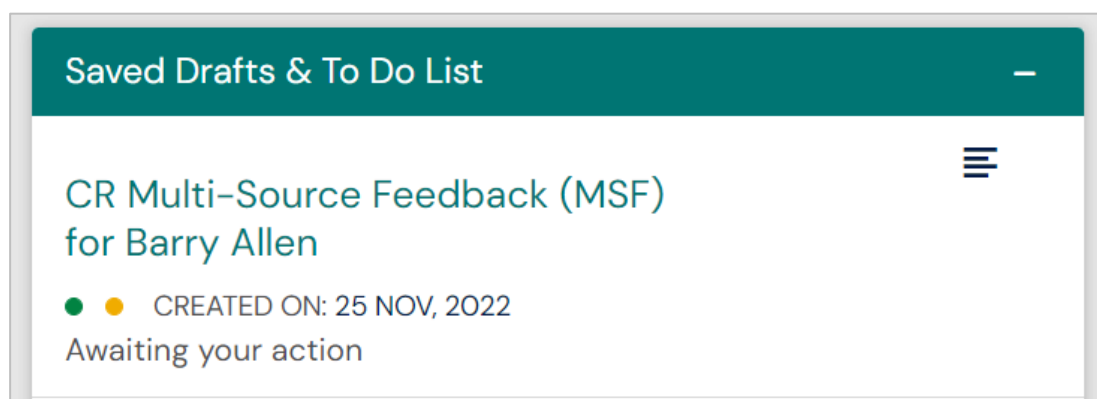 Saved Drafts & To Do List
CR Multi-Source Feedback (MSF)
for Barry Allen
CREATED ON: 25 NOV, 2022
Awaiting your action